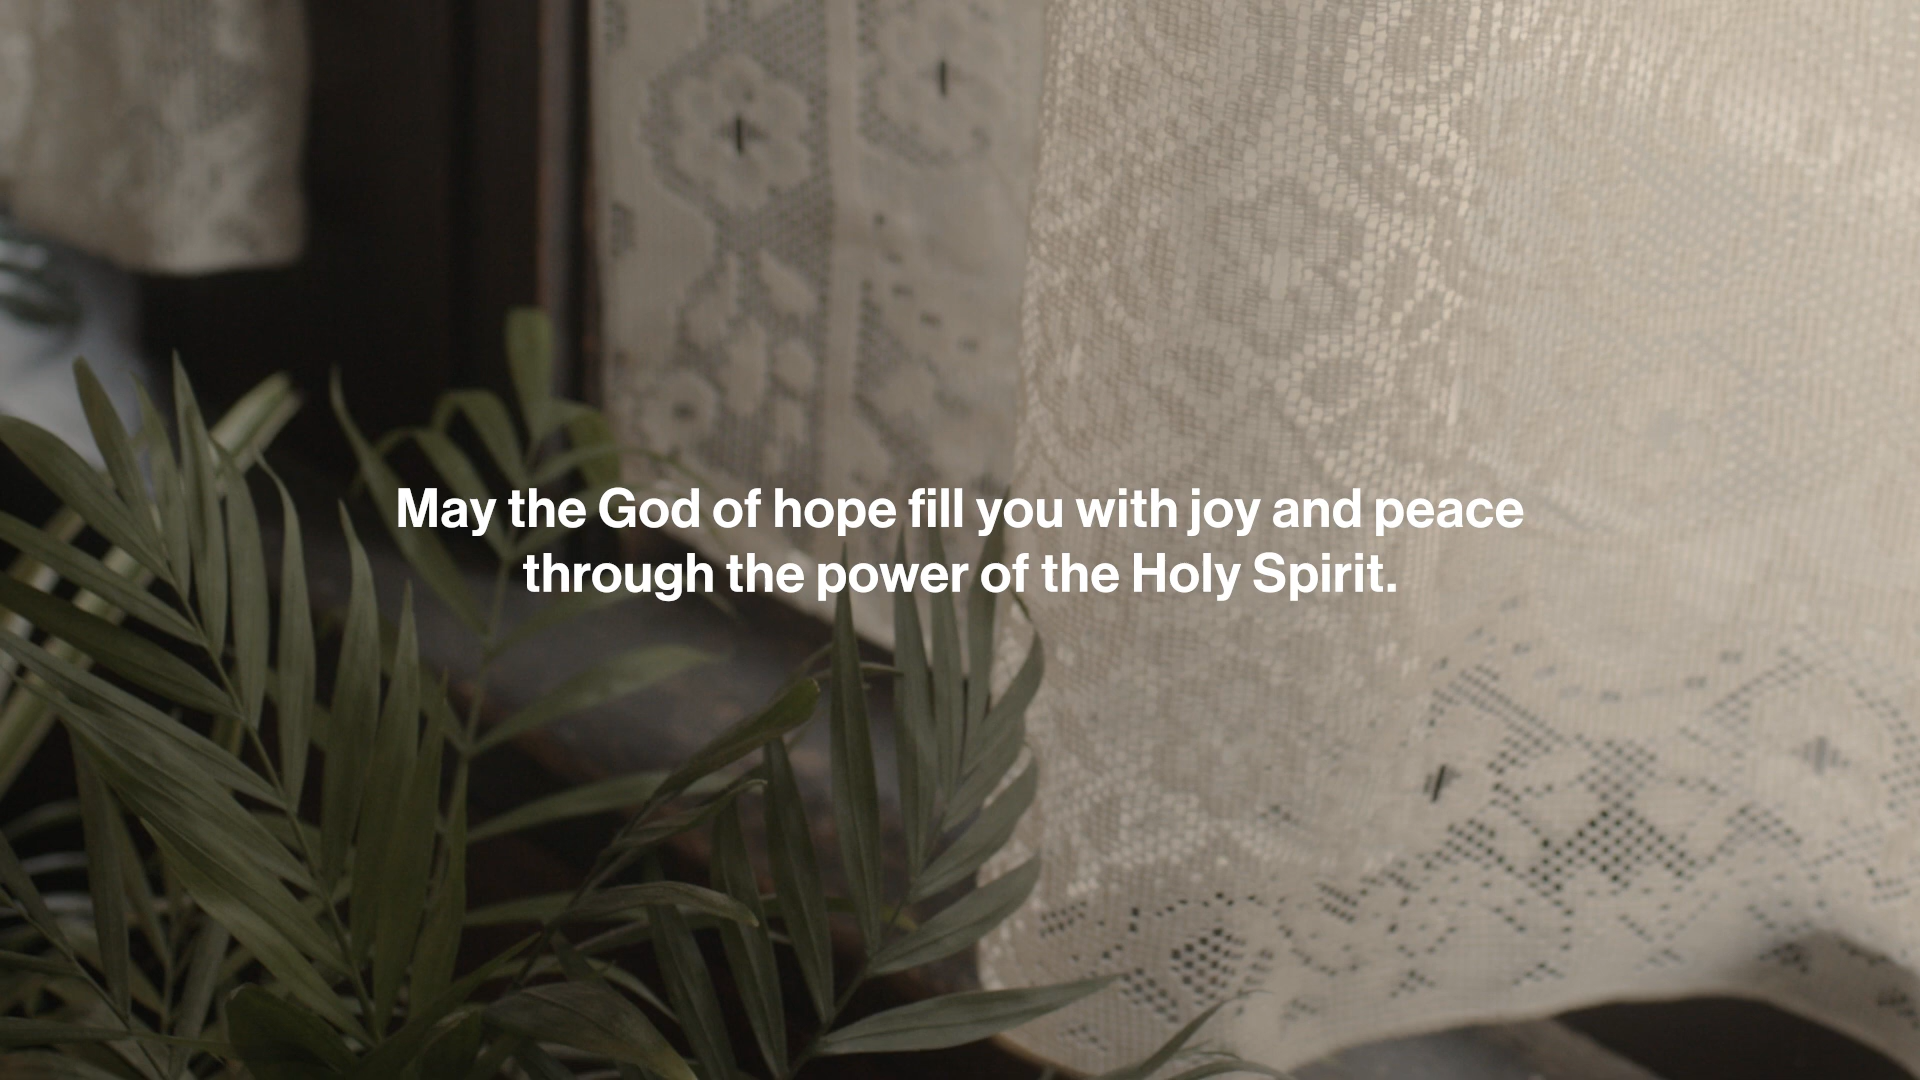 May the God of hope fill you with joy and peace
through the power of the Holy Spirit.